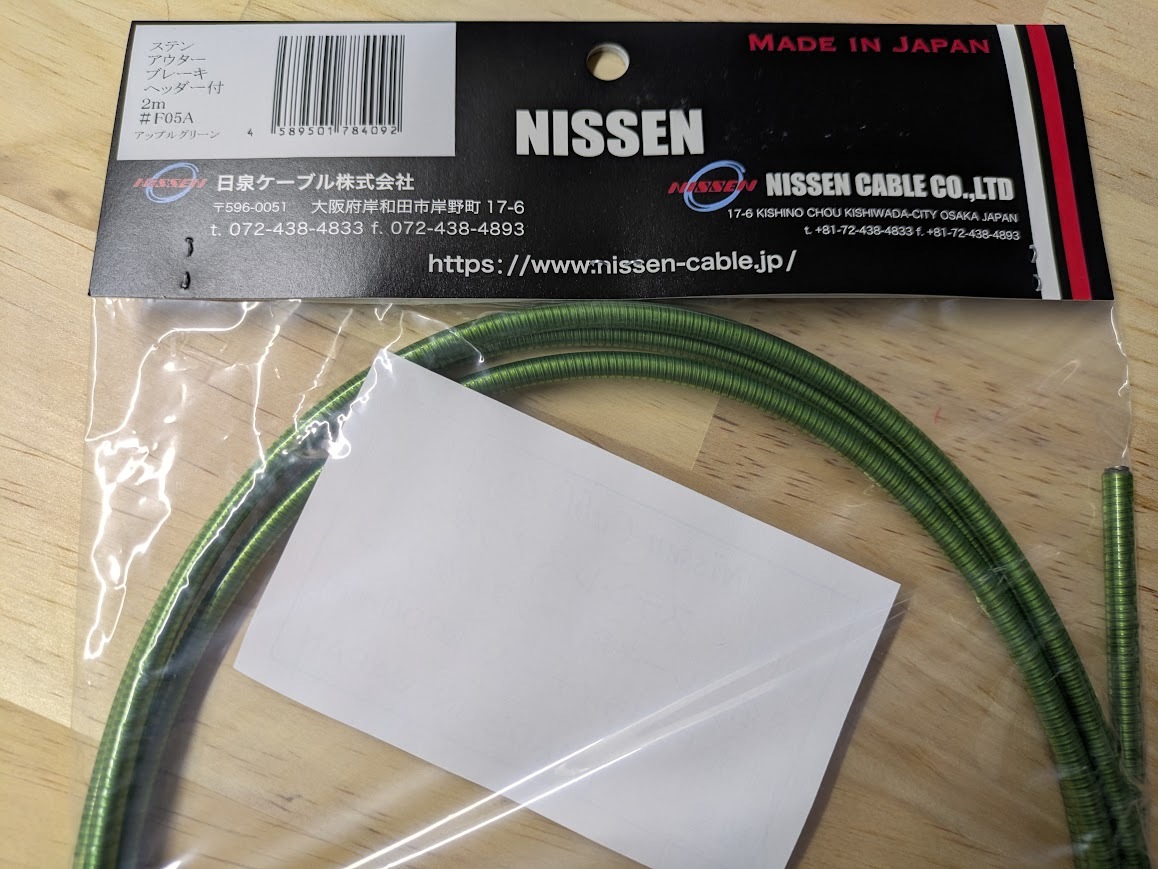 ステン
アウター
ブレーキ
ヘッダー付
2m
#F05A
アップルグリーン
4 589501 784092
MADE IN JAPAN
NISSEN
NISSEN 日泉ケーブル株式会社
〒596-0051 大阪府岸和田市岸野町 17-6
t. 072-438-4833 f. 072-438-4893
NISSEN NISSEN CABLE CO.,LTD
17-6 KISHINO CHOU KISHIWADA-CITY OSAKA JAPAN
t. +81-72-438-4833 f. +81-72-438-4893
https://www.nissen-cable.jp/